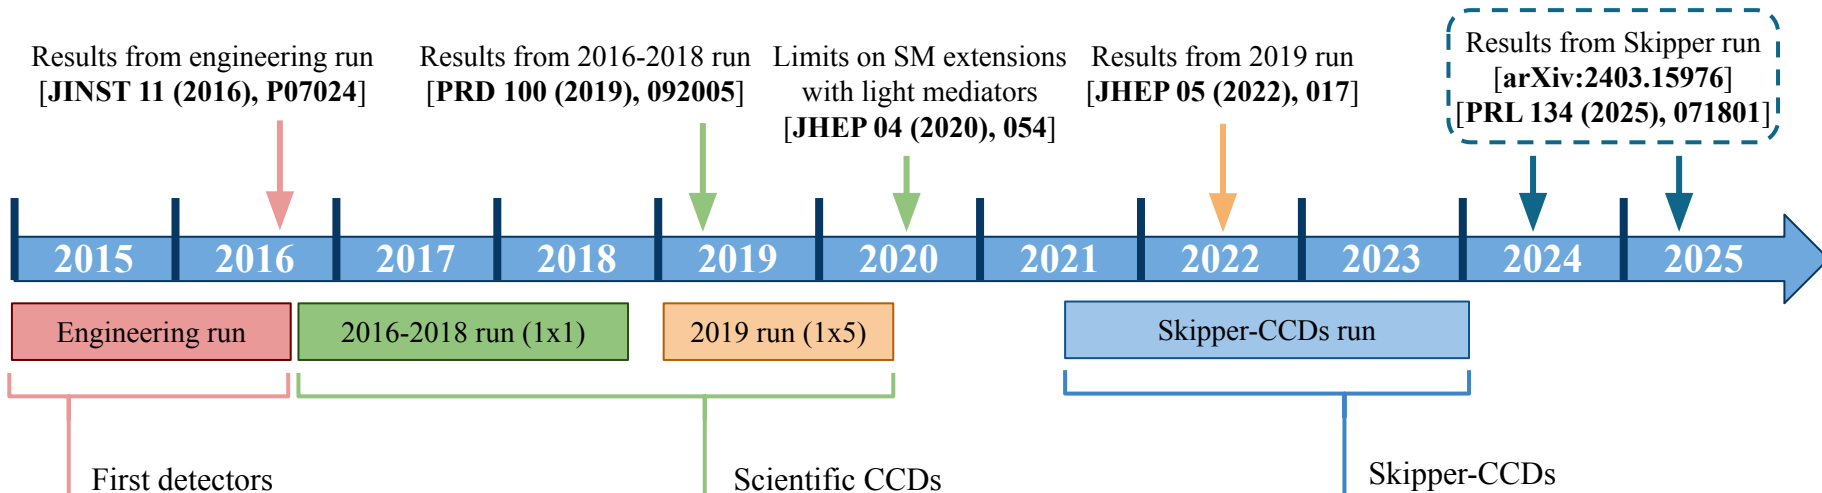 Results from engineering run
[JINST 11 (2016), P07024]
Results from 2016-2018 run
[PRD 100 (2019), 092005]
Limits on SM extensions
with light mediators
[JHEP 04 (2020), 054]
Results from 2019 run
[JHEP 05 (2022), 017]
Results from Skipper run
[arXiv:2403.15976]
[PRL 134 (2025), 071801]
2015 2016 2017 2018 2019 2020 2021 2022 2023 2024 2025
Engineering run
2016-2018 run (1x1)
2019 run (1x5)
Skipper-CCDs run
First detectors
Scientific CCDs
Skipper-CCDs